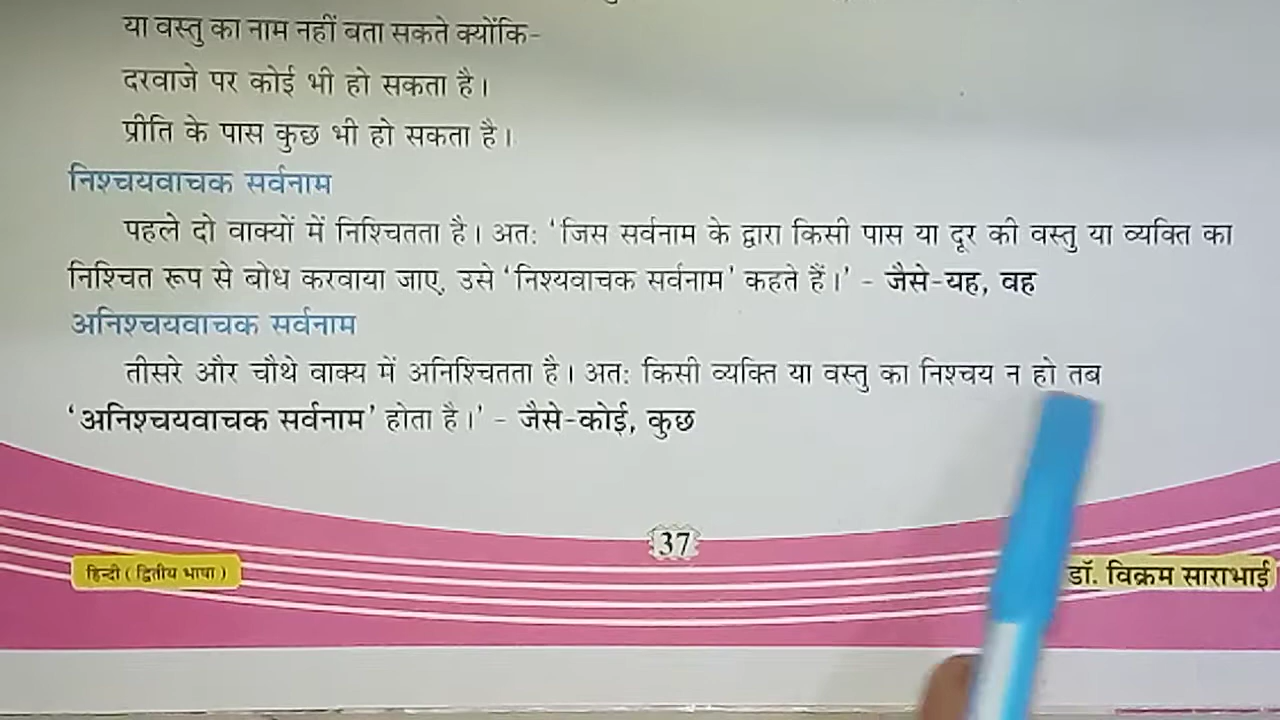 या वस्तु का नाम नहीं बता सकते क्योंकि-
दरवाजे पर कोई भी हो सकता है।
प्रीति के पास कुछ भी हो सकता है।
निश्चयवाचक सर्वनाम
पहले दो वाक्यों में निश्चितता है। अतः 'जिस सर्वनाम के द्वारा किसी पास या दूर की वस्तु या व्यक्ति का
निश्चित रूप से बोध करवाया जाए, उसे 'निश्यवाचक सर्वनाम' कहते हैं।' - जैसे-यह, वह
अनिश्चयवाचक सर्वनाम
तीसरे और चौथे वाक्य में अनिश्चितता है। अतः किसी व्यक्ति या वस्तु का निश्चय न हो तब
'अनिश्चयवाचक सर्वनाम' होता है।' - जैसे-कोई, कुछ
37
हिन्दी ( द्वितीय भाषा )
डॉ. विक्रम साराभाई